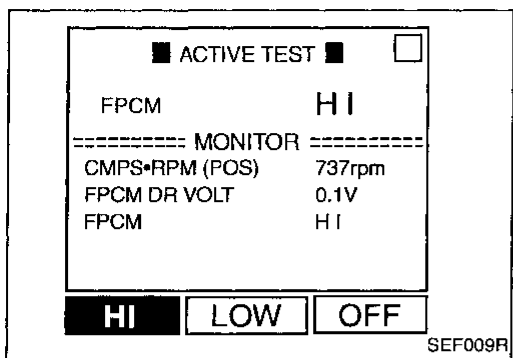 ■ ACTIVE TEST ■
FPCM HI
========= MONITOR =========
CMPS•RPM (POS) 737rpm
FPCM DR VOLT 0.1V
FPCM HI
HI LOW OFF
SEF009R